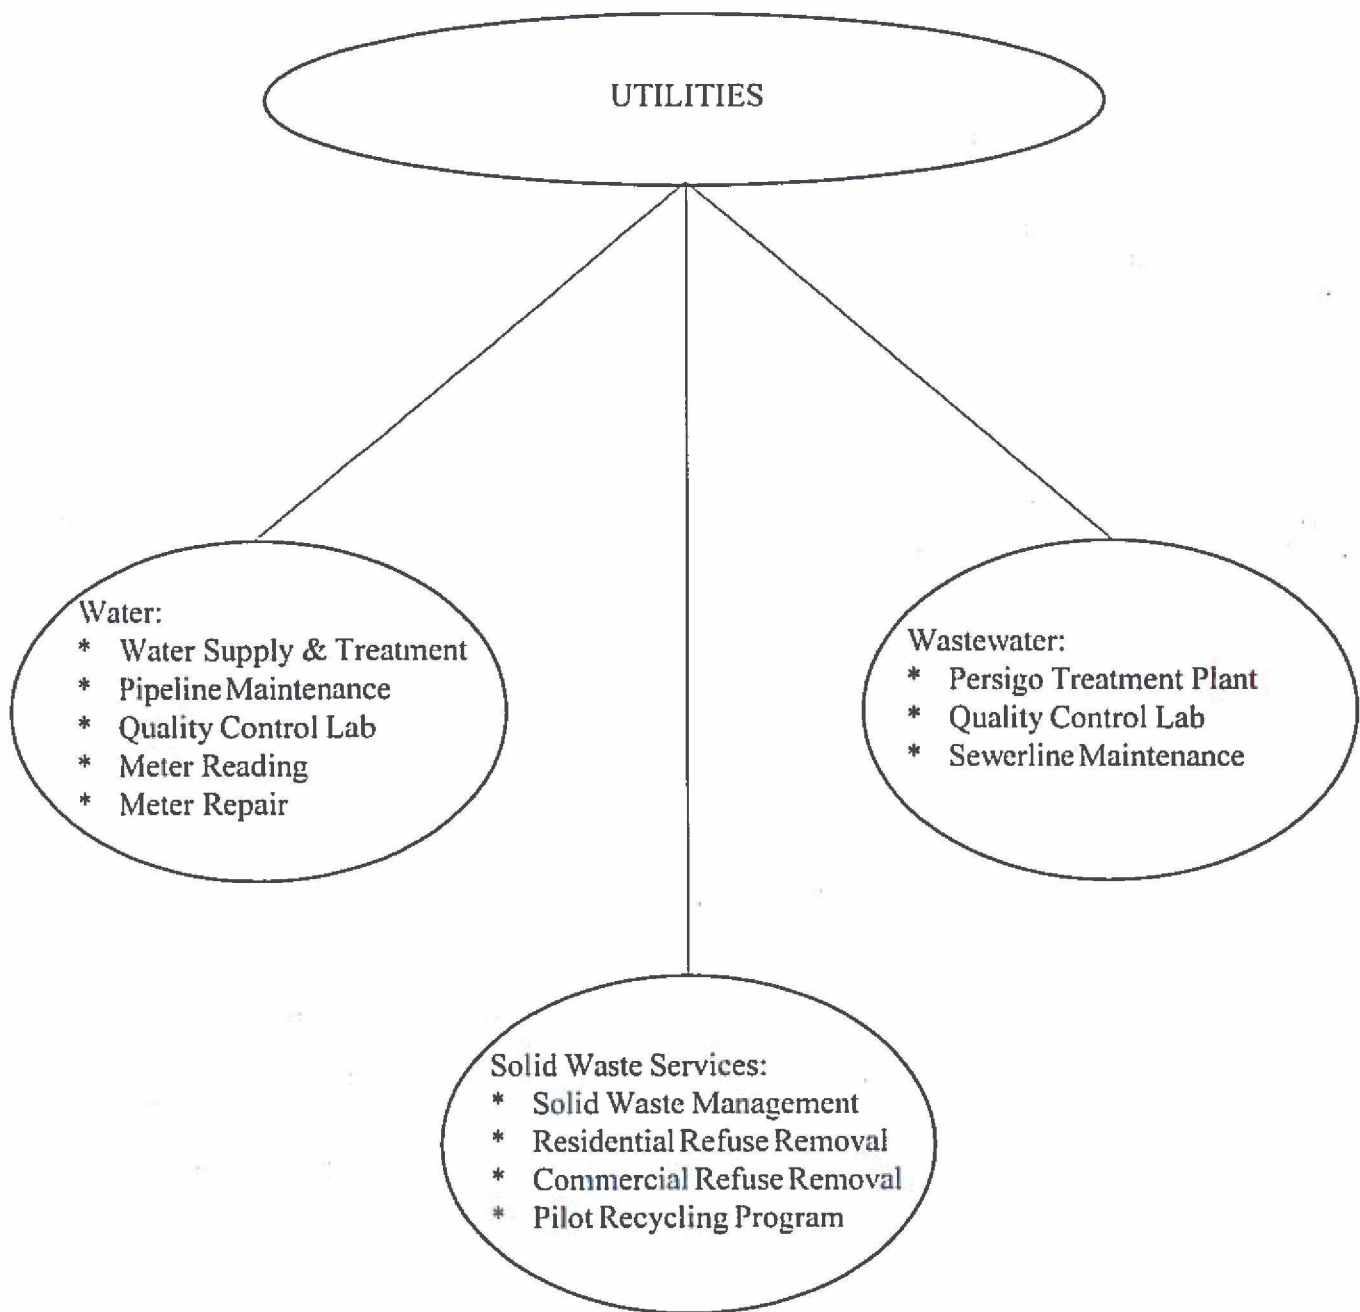 UTILITIES
Water:
* Water Supply & Treatment
* Pipeline Maintenance
* Quality Control Lab
* Meter Reading
* Meter Repair
Wastewater:
* Persigo Treatment Plant
* Quality Control Lab
* Sewerline Maintenance
Solid Waste Services:
* Solid Waste Management
* Residential Refuse Removal
* Commercial Refuse Removal
* Pilot Recycling Program